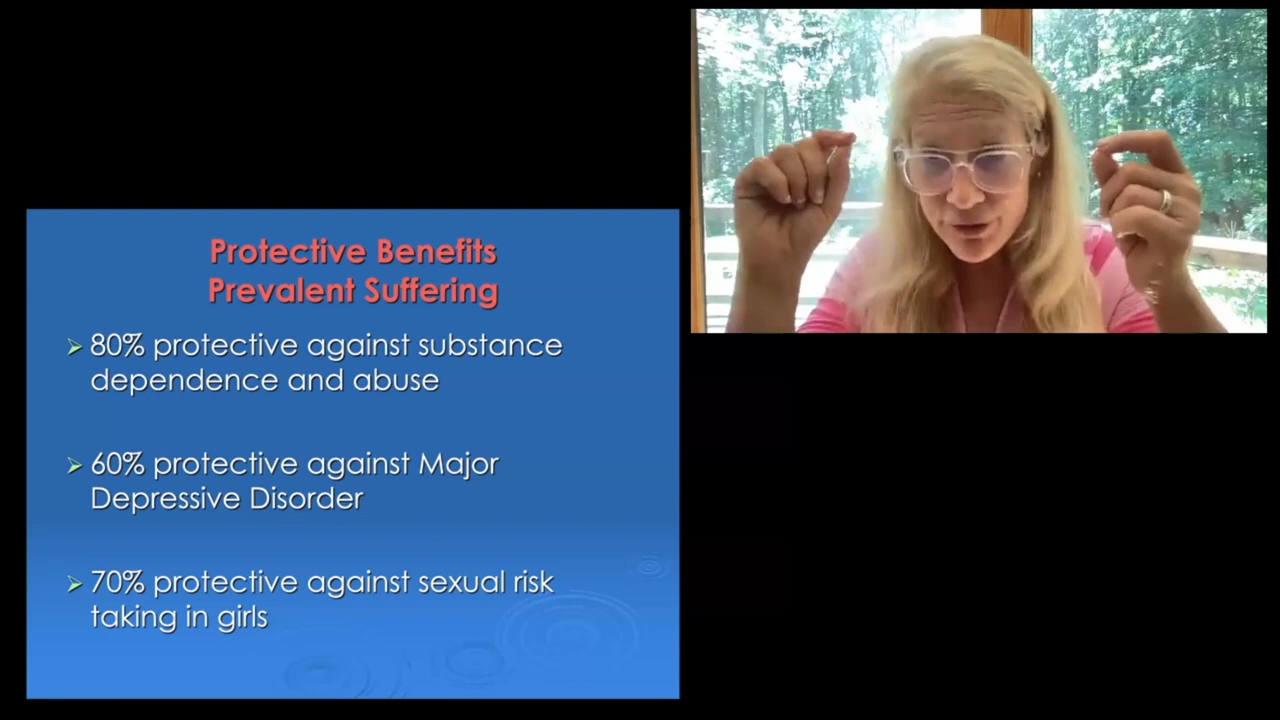 Protective Benefits
Prevalent Suffering
80% protective against substance
dependence and abuse
60% protective against Major
Depressive Disorder
70% protective against sexual risk
taking in girls